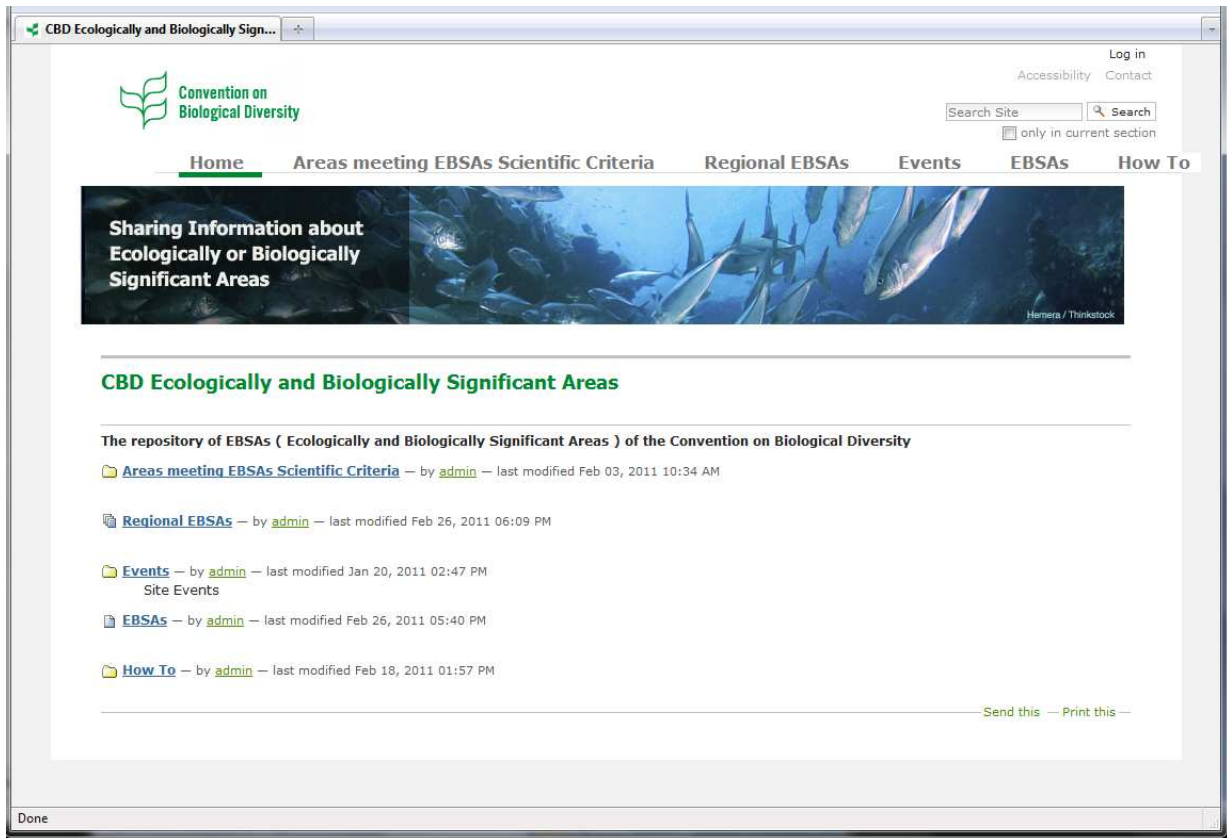 CBD Ecologically and Biologically Sign...
Log in
Accessibility Contact
Convention on
Biological Diversity
Search Site Search
only in current section
Home Areas meeting EBSAs Scientific Criteria Regional EBSAs Events EBSAs How To
Sharing Information about
Ecologically or Biologically
Significant Areas
Hemera / Thinkstock
CBD Ecologically and Biologically Significant Areas
The repository of EBSAs ( Ecologically and Biologically Significant Areas ) of the Convention on Biological Diversity
Areas meeting EBSAs Scientific Criteria — by admin — last modified Feb 03, 2011 10:34 AM
Regional EBSAs — by admin — last modified Feb 26, 2011 06:09 PM
Events — by admin — last modified Jan 20, 2011 02:47 PM
Site Events
EBSAs — by admin — last modified Feb 26, 2011 05:40 PM
How To — by admin — last modified Feb 18, 2011 01:57 PM
Send this — Print this —
Done